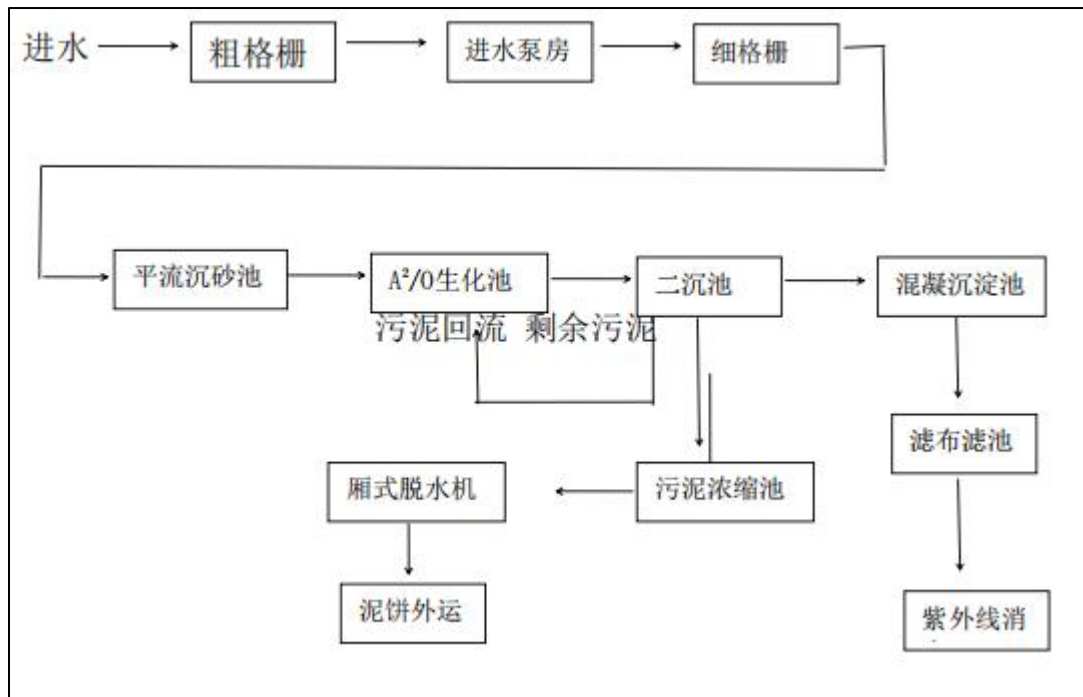 进水
粗格栅
进水泵房
细格栅
平流沉砂池
A²/O生化池
二沉池
混凝沉淀池
污泥回流 剩余污泥
滤布滤池
厢式脱水机
污泥浓缩池
泥饼外运
紫外线消